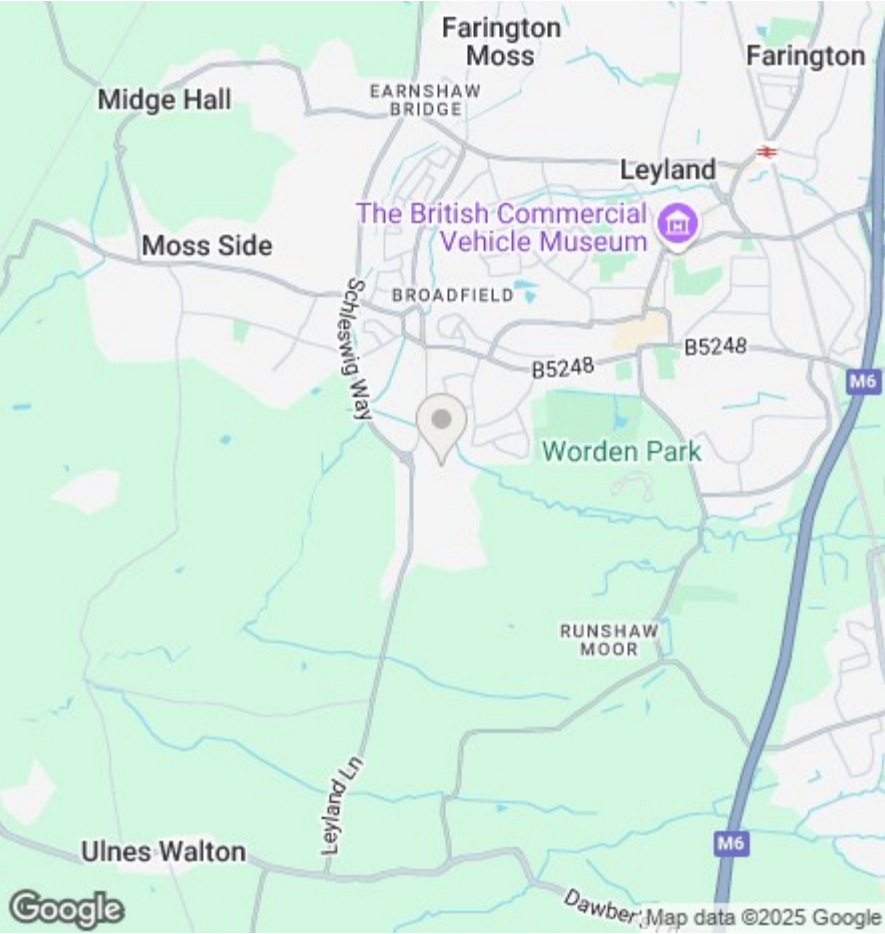 Farington
Moss
Farington
Midge Hall
EARNSHAW
BRIDGE
Leyland
The British Commercial
Vehicle Museum
Moss Side
Schleswig Way
BROADFIELD
B5248
B5248
M6
Worden Park
RUNSHAW
MOOR
Leyland Ln
Ulnes Walton
M6
Google
Dawber's
Map data ©2025 Google